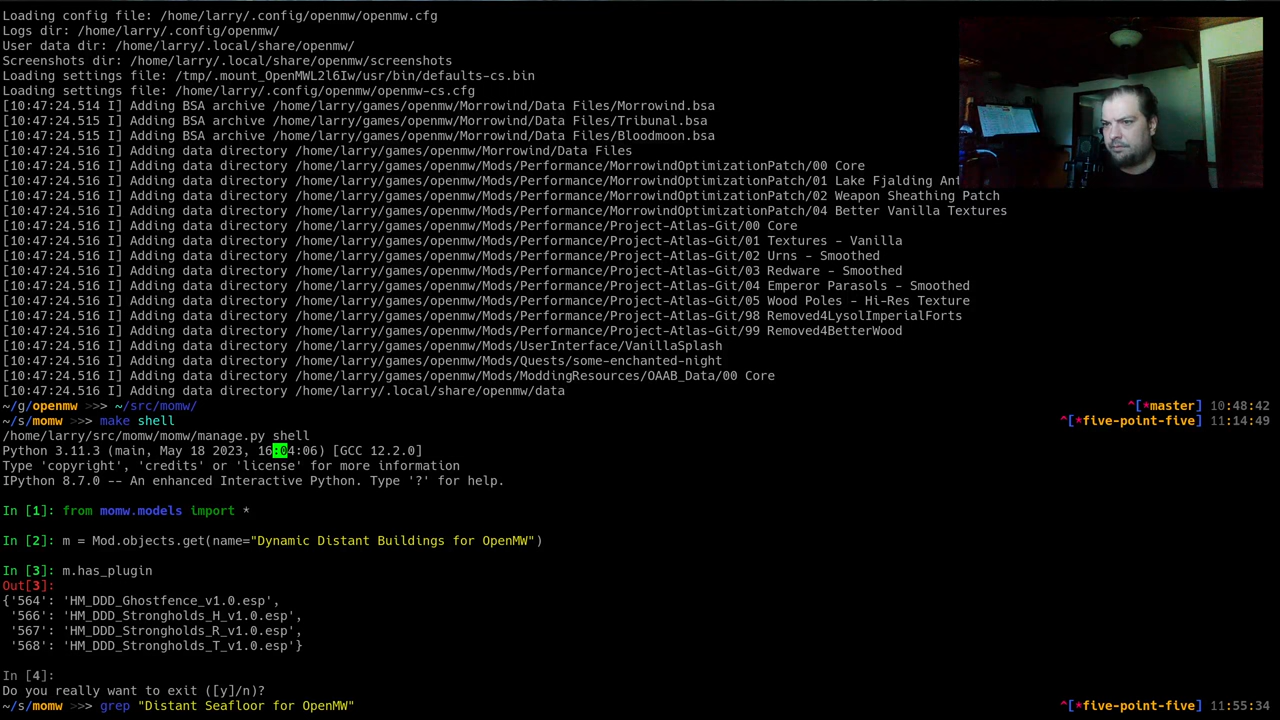 Loading config file: /home/larry/.config/openmw/openmw.cfg
Logs dir: /home/larry/.config/openmw/
User data dir: /home/larry/.local/share/openmw/
Screenshots dir: /home/larry/.local/share/openmw/screenshots
Loading settings file: /tmp/.mount_OpenMWL2l6Iw/usr/bin/defaults-cs.bin
Loading settings file: /home/larry/.config/openmw/openmw-cs.cfg
[10:47:24.514 I] Adding BSA archive /home/larry/games/openmw/Morrowind/Data Files/Morrowind.bsa
[10:47:24.515 I] Adding BSA archive /home/larry/games/openmw/Morrowind/Data Files/Tribunal.bsa
[10:47:24.515 I] Adding BSA archive /home/larry/games/openmw/Morrowind/Data Files/Bloodmoon.bsa
[10:47:24.516 I] Adding data directory /home/larry/games/openmw/Morrowind/Data Files
[10:47:24.516 I] Adding data directory /home/larry/games/openmw/Mods/Performance/MorrowindOptimizationPatch/00 Core
[10:47:24.516 I] Adding data directory /home/larry/games/openmw/Mods/Performance/MorrowindOptimizationPatch/01 Lake Fjalding Ant
[10:47:24.516 I] Adding data directory /home/larry/games/openmw/Mods/Performance/MorrowindOptimizationPatch/02 Weapon Sheathing Patch
[10:47:24.516 I] Adding data directory /home/larry/games/openmw/Mods/Performance/MorrowindOptimizationPatch/04 Better Vanilla Textures
[10:47:24.516 I] Adding data directory /home/larry/games/openmw/Mods/Performance/Project-Atlas-Git/00 Core
[10:47:24.516 I] Adding data directory /home/larry/games/openmw/Mods/Performance/Project-Atlas-Git/01 Textures - Vanilla
[10:47:24.516 I] Adding data directory /home/larry/games/openmw/Mods/Performance/Project-Atlas-Git/02 Urns - Smoothed
[10:47:24.516 I] Adding data directory /home/larry/games/openmw/Mods/Performance/Project-Atlas-Git/03 Redware - Smoothed
[10:47:24.516 I] Adding data directory /home/larry/games/openmw/Mods/Performance/Project-Atlas-Git/04 Emperor Parasols - Smoothed
[10:47:24.516 I] Adding data directory /home/larry/games/openmw/Mods/Performance/Project-Atlas-Git/05 Wood Poles - Hi-Res Texture
[10:47:24.516 I] Adding data directory /home/larry/games/openmw/Mods/Performance/Project-Atlas-Git/98 Removed4LysolImperialForts
[10:47:24.516 I] Adding data directory /home/larry/games/openmw/Mods/Performance/Project-Atlas-Git/99 Removed4BetterWood
[10:47:24.516 I] Adding data directory /home/larry/games/openmw/Mods/UserInterface/VanillaSplash
[10:47:24.516 I] Adding data directory /home/larry/games/openmw/Mods/Quests/some-enchanted-night
[10:47:24.516 I] Adding data directory /home/larry/games/openmw/Mods/ModdingResources/OAAB_Data/00 Core
[10:47:24.516 I] Adding data directory /home/larry/.local/share/openmw/data
~/g/openmw >>> ~/src/momw/ ^[*master] 10:48:42
~/s/momw >>> make shell ^[*five-point-five] 11:14:49
/home/larry/src/momw/momw/manage.py shell
Python 3.11.3 (main, May 18 2023, 16:04:06) [GCC 12.2.0]
Type 'copyright', 'credits' or 'license' for more information
IPython 8.7.0 -- An enhanced Interactive Python. Type '?' for help.
In [1]: from momw.models import *
In [2]: m = Mod.objects.get(name="Dynamic Distant Buildings for OpenMW")
In [3]: m.has_plugin
Out[3]:
{'564': 'HM_DDD_Ghostfence_v1.0.esp',
'566': 'HM_DDD_Strongholds_H_v1.0.esp',
'567': 'HM_DDD_Strongholds_R_v1.0.esp',
'568': 'HM_DDD_Strongholds_T_v1.0.esp'}
In [4]:
Do you really want to exit ([y]/n)?
~/s/momw >>> grep "Distant Seafloor for OpenMW" ^[*five-point-five] 11:55:34